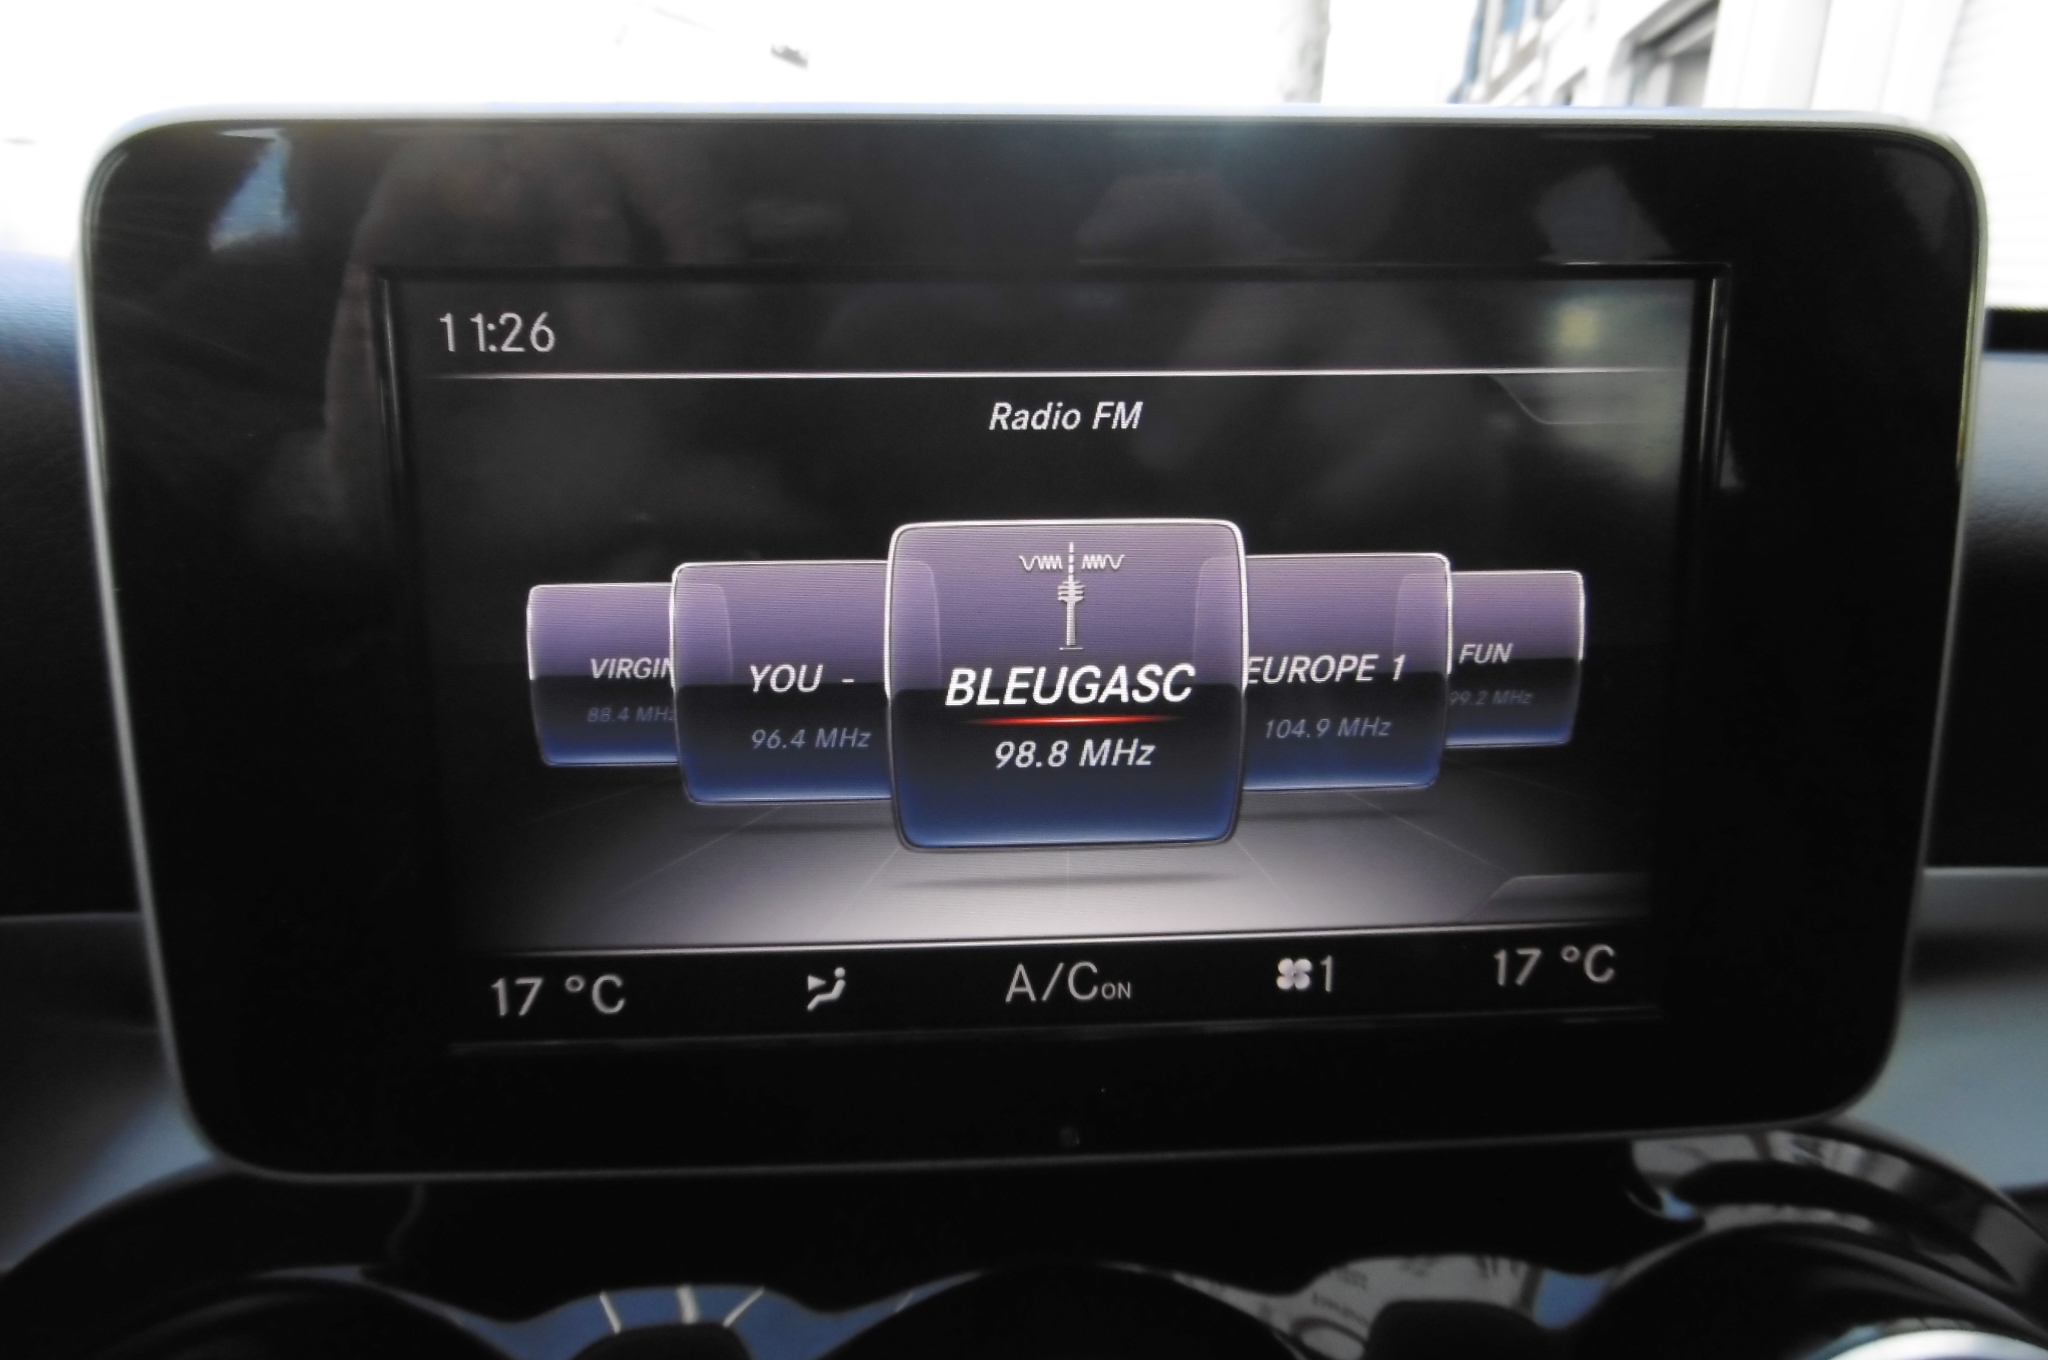 11:26
Radio FM
VIRGIN
88.4 MHz
YOU -
96.4 MHz
BLEUGASC
98.8 MHz
EUROPE 1
104.9 MHz
FUN
99.2 MHz
17 °C
A/C ON
1
17 °C